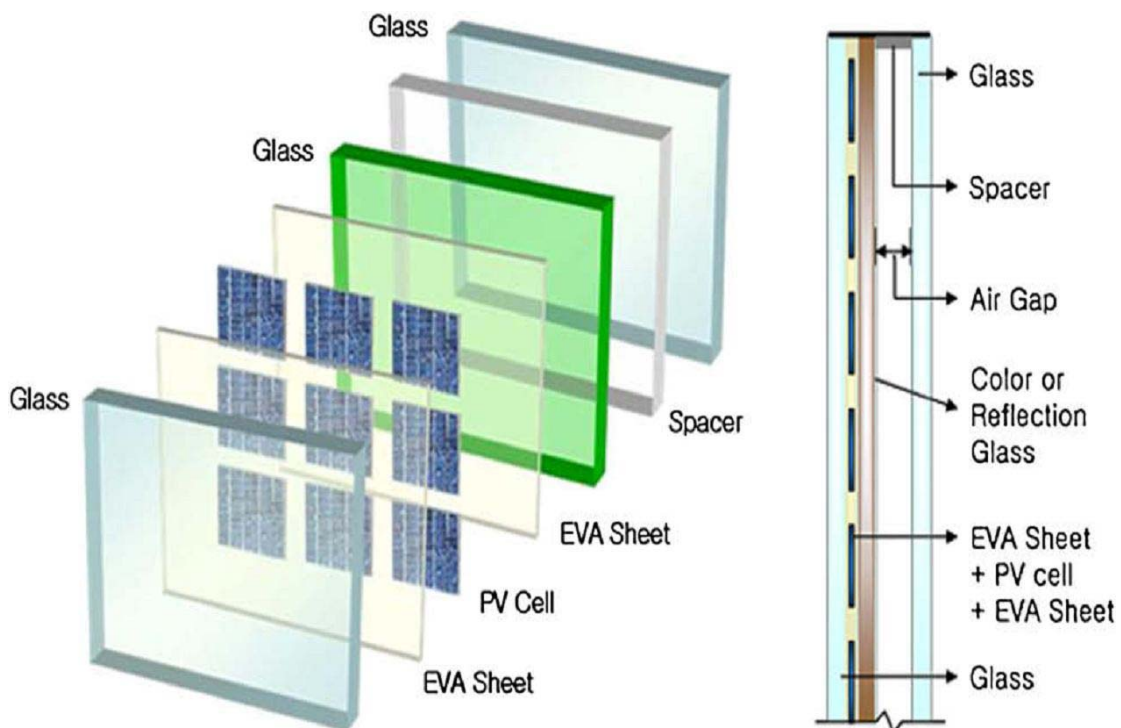 Glass
Glass
Glass
Spacer
EVA Sheet
PV Cell
EVA Sheet
Glass
Spacer
Air Gap
Color or
Reflection
Glass
EVA Sheet
+ PV cell
+ EVA Sheet
Glass